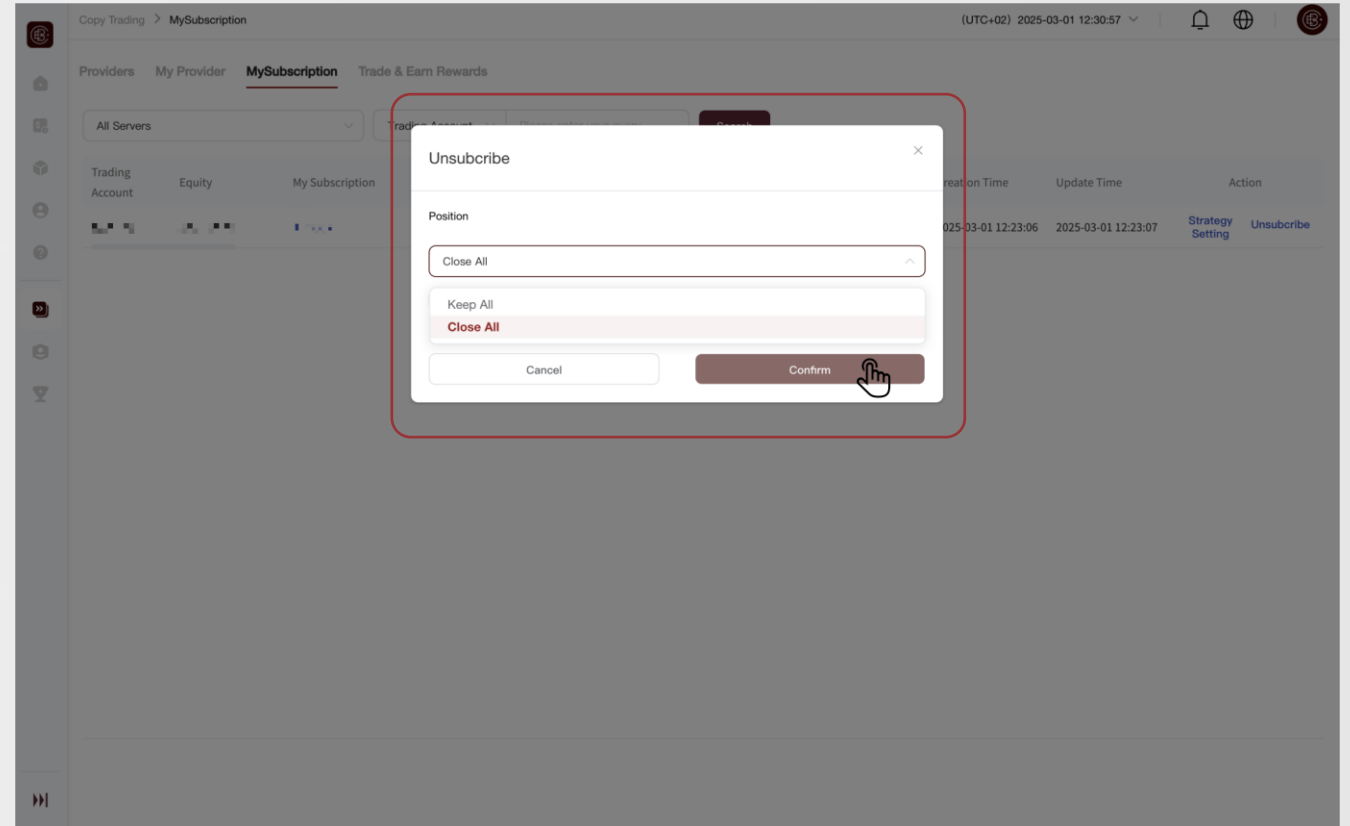 Copy Trading > MySubscription
(UTC+02) 2025-03-01 12:30:57
Providers My Provider MySubscription Trade & Earn Rewards
All Servers
Unsubcribe
Trading Account
Equity
My Subscription
reation Time
Update Time
Action
025-03-01 12:23:06
2025-03-01 12:23:07
Strategy Setting
Unsubcribe
Position
Close All
Keep All
Close All
Cancel
Confirm